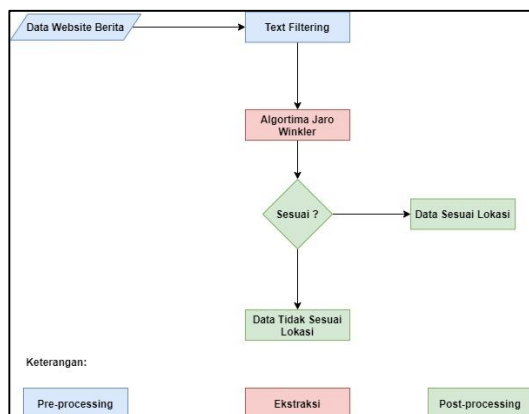 Data Website Berita
Text Filtering
Algortima Jaro
Winkler
Sesuai ?
Data Sesuai Lokasi
Data Tidak Sesuai
Lokasi
Keterangan:
Pre-processing
Ekstraksi
Post-processing